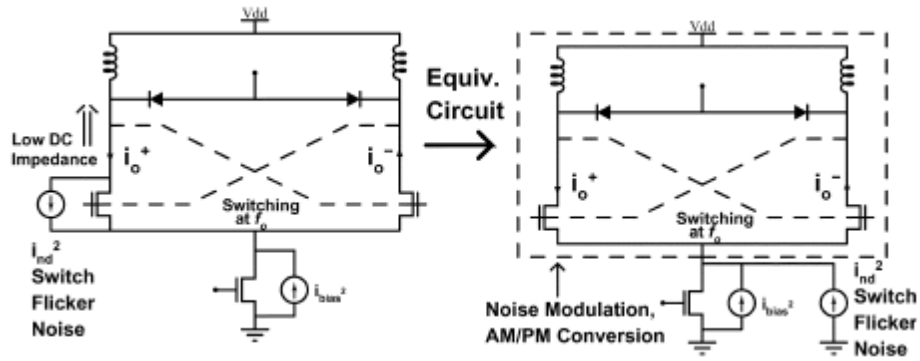 Vdd
Low DC
Impedance
i_o^+
i_o^-
Switching
at f_o
i_nd^2
Switch
Flicker
Noise
i_bias^2
Equiv.
Circuit
Vdd
i_o^+
i_o^-
Switching
at f_o
Noise Modulation,
AM/PM Conversion
i_bias^2
i_nd^2
Switch
Flicker
Noise